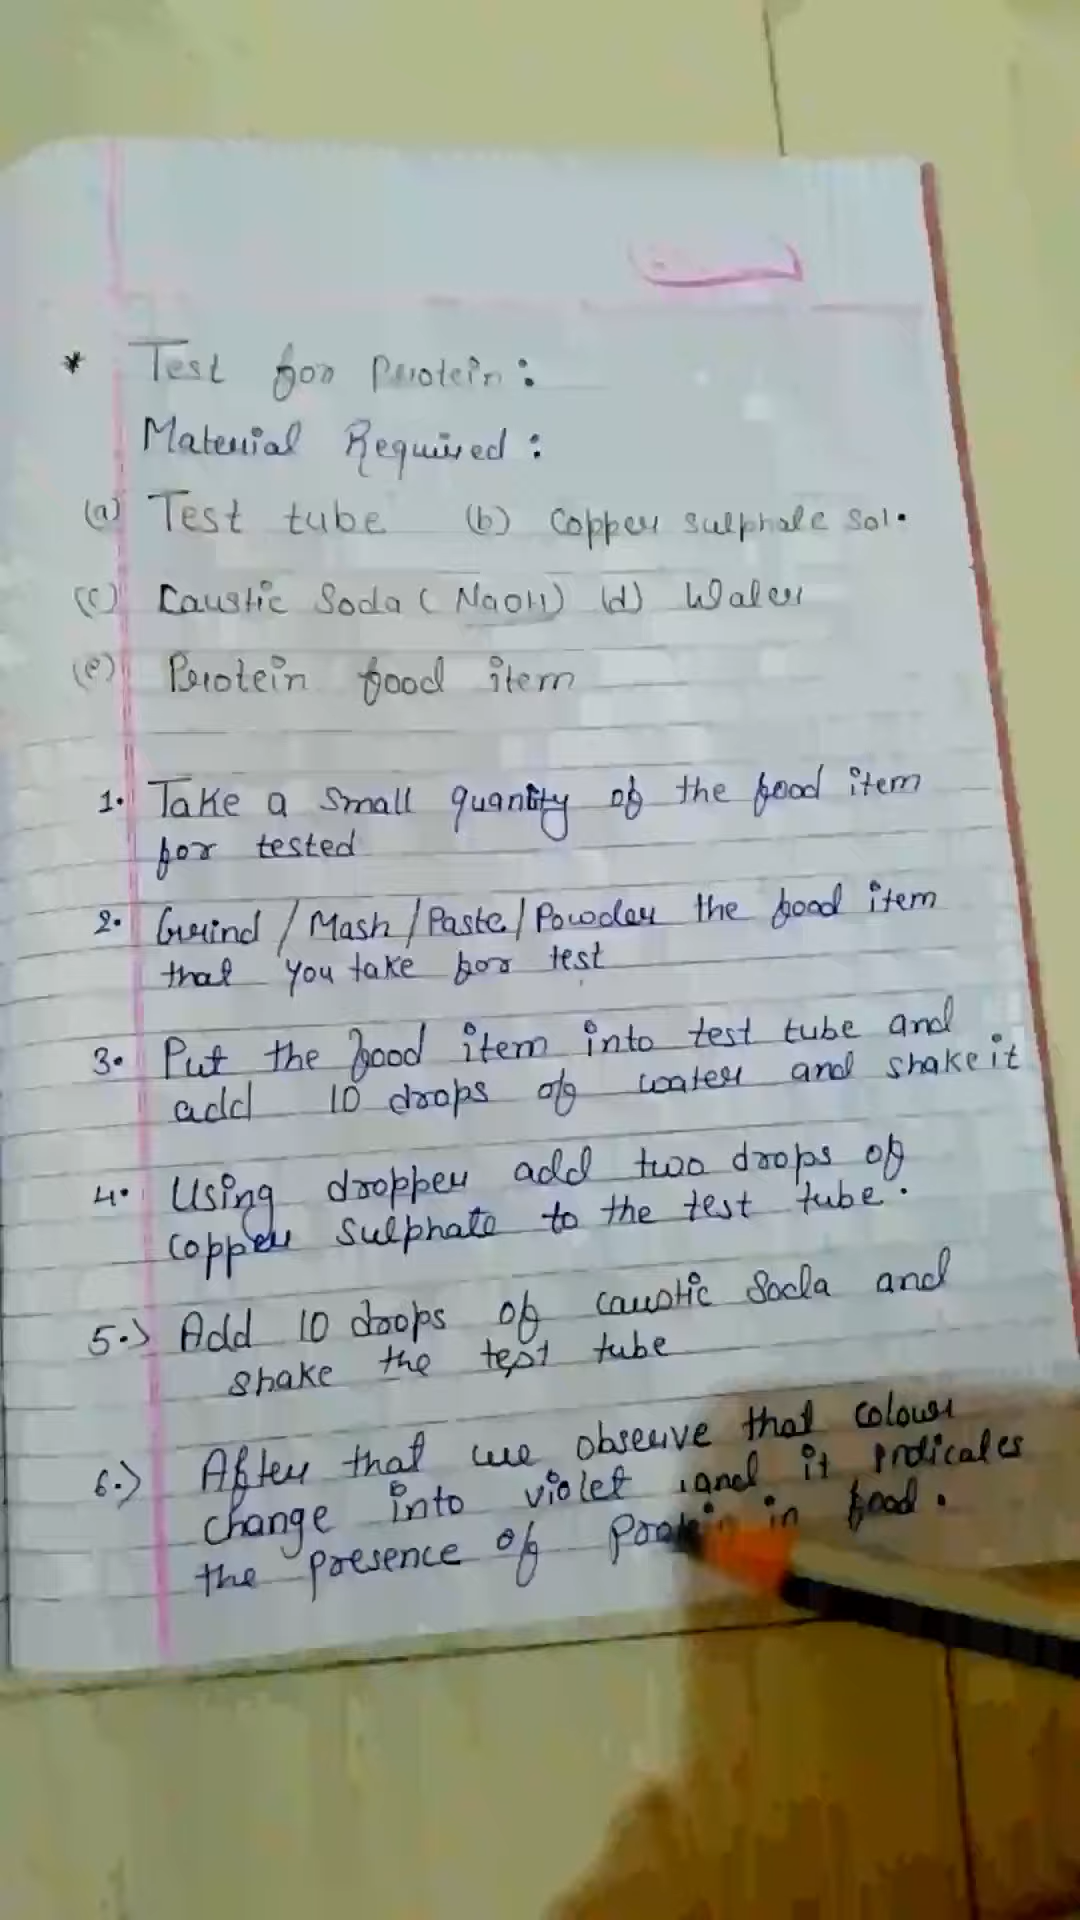 * Test for Protein :
Material Required :
(a) Test tube (b) Copper sulphate sol.
(c) Caustic Soda (NaOH) (d) Water
(e) Protein food item
1. Take a small quantity of the food item
for tested
2. Grind / Mash / Paste / Powder the food item
that you take for test
3. Put the food item into test tube and
add 10 drops of water and shake it
4. Using dropper add two drops of
copper sulphate to the test tube.
5.) Add 10 drops of caustic soda and
shake the test tube
6.) After that we observe that colour
change into violet , and it indicates
the presence of in food .